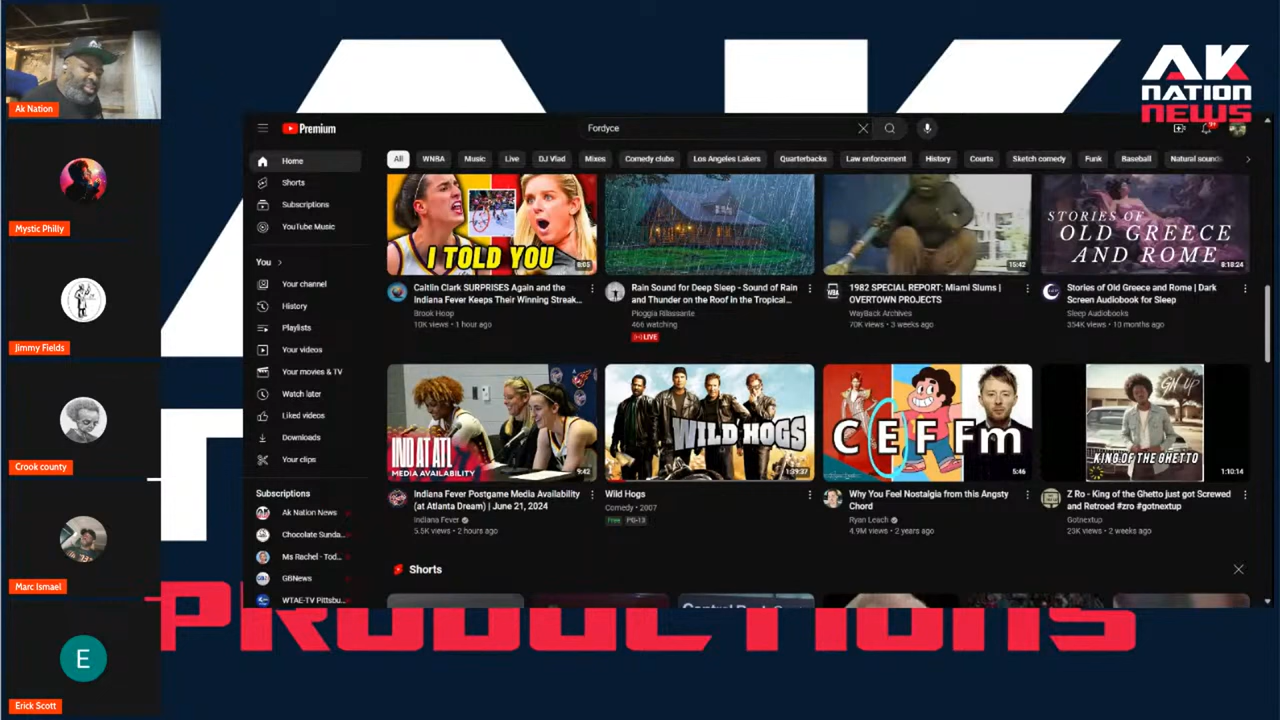 AK
NATION
NEWS
Ak Nation
Mystic Philly
Jimmy Fields
Crook county
Marc Ismael
E
Erick Scott
Premium
Fordyce
9+
Home
Shorts
Subscriptions
YouTube Music
You
Your channel
History
Playlists
Your videos
Your movies & TV
Watch later
Liked videos
Downloads
Your clips
Subscriptions
Ak Nation News
Chocolate Sunda...
Ms Rachel - Tod...
GBNews
WTAE-TV Pittsbu...
All WNBA Music Live DJ Vlad Mixes Comedy clubs Los Angeles Lakers Quarterbacks Law enforcement History Courts Sketch comedy Funk Baseball Natural sounds
I TOLD YOU
8:05
Caitlin Clark SURPRISES Again and the
Indiana Fever Keeps Their Winning Streak...
Brook Hoop
10K views • 1 hour ago
Rain Sound for Deep Sleep - Sound of Rain
and Thunder on the Roof in the Tropical...
Pioggia Rilassante
466 watching
LIVE
15:42
1982 SPECIAL REPORT: Miami Slums |
OVERTOWN PROJECTS
WayBack Archives
70K views • 3 weeks ago
STORIES OF
OLD GREECE
AND ROME
8:18:24
Stories of Old Greece and Rome | Dark
Screen Audiobook for Sleep
Sleep Audiobooks
354K views • 10 months ago
IND AT ATL
MEDIA AVAILABILITY
9:42
Indiana Fever Postgame Media Availability
(at Atlanta Dream) | June 21, 2024
Indiana Fever
5.5K views • 2 hours ago
WILD HOGS
1:39:37
Wild Hogs
Comedy • 2007
Free PG-13
C E F Fm
5:46
Why You Feel Nostalgia from this Angsty
Chord
Ryan Leach
4.9M views • 2 years ago
GN UP
KING OF THE GHETTO
1:10:14
Z Ro - King of the Ghetto just got Screwed
and Retroed #zro #gotnextup
Gotnextup
23K views • 2 weeks ago
Shorts
PRODUCTIONS